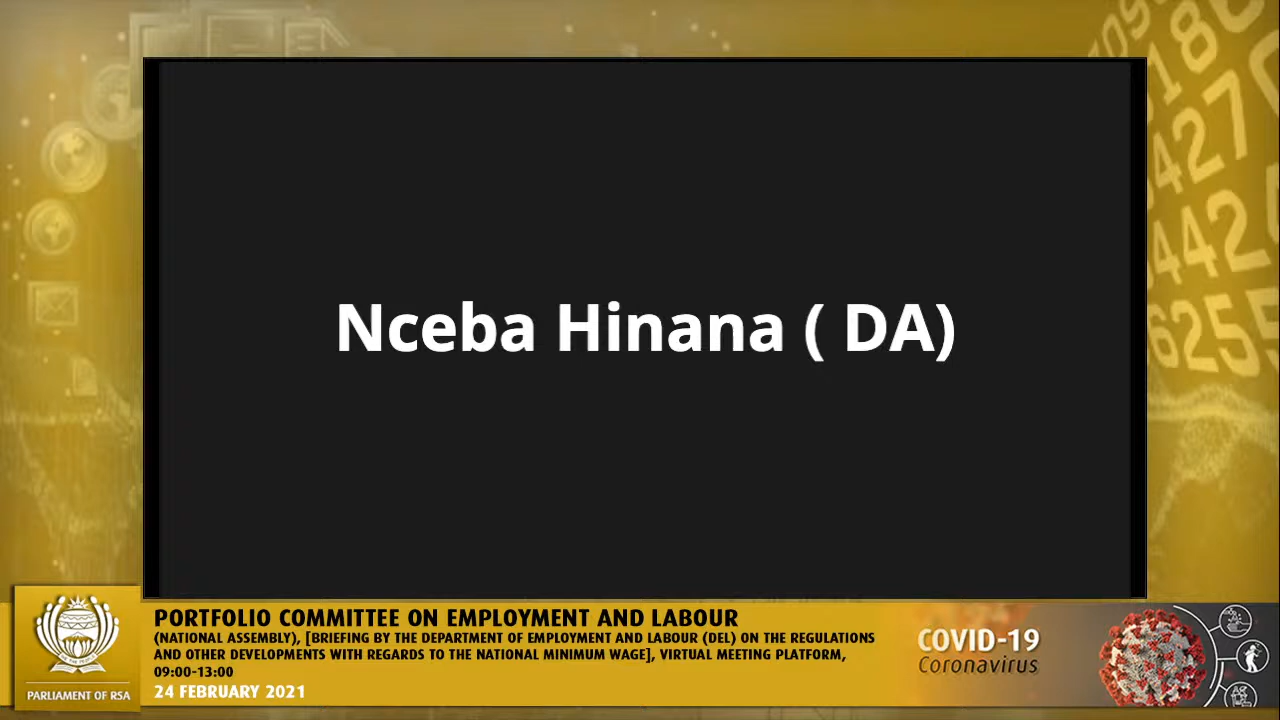 Nceba Hinana ( DA)
PORTFOLIO COMMITTEE ON EMPLOYMENT AND LABOUR
(NATIONAL ASSEMBLY), [BRIEFING BY THE DEPARTMENT OF EMPLOYMENT AND LABOUR (DEL) ON THE REGULATIONS
AND OTHER DEVELOPMENTS WITH REGARDS TO THE NATIONAL MINIMUM WAGE], VIRTUAL MEETING PLATFORM,
09:00-13:00
24 FEBRUARY 2021
PARLIAMENT OF RSA
COVID-19
Coronavirus